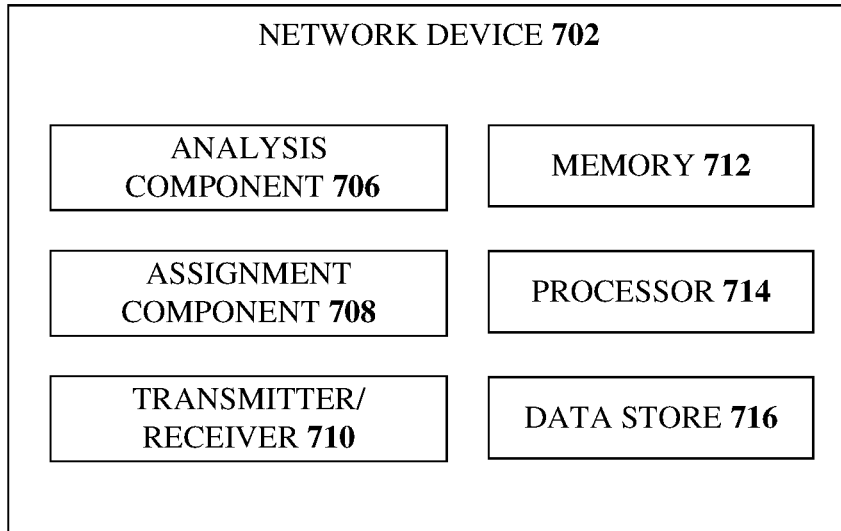 NETWORK DEVICE 702
ANALYSIS
COMPONENT 706
MEMORY 712
ASSIGNMENT
COMPONENT 708
PROCESSOR 714
TRANSMITTER/
RECEIVER 710
DATA STORE 716